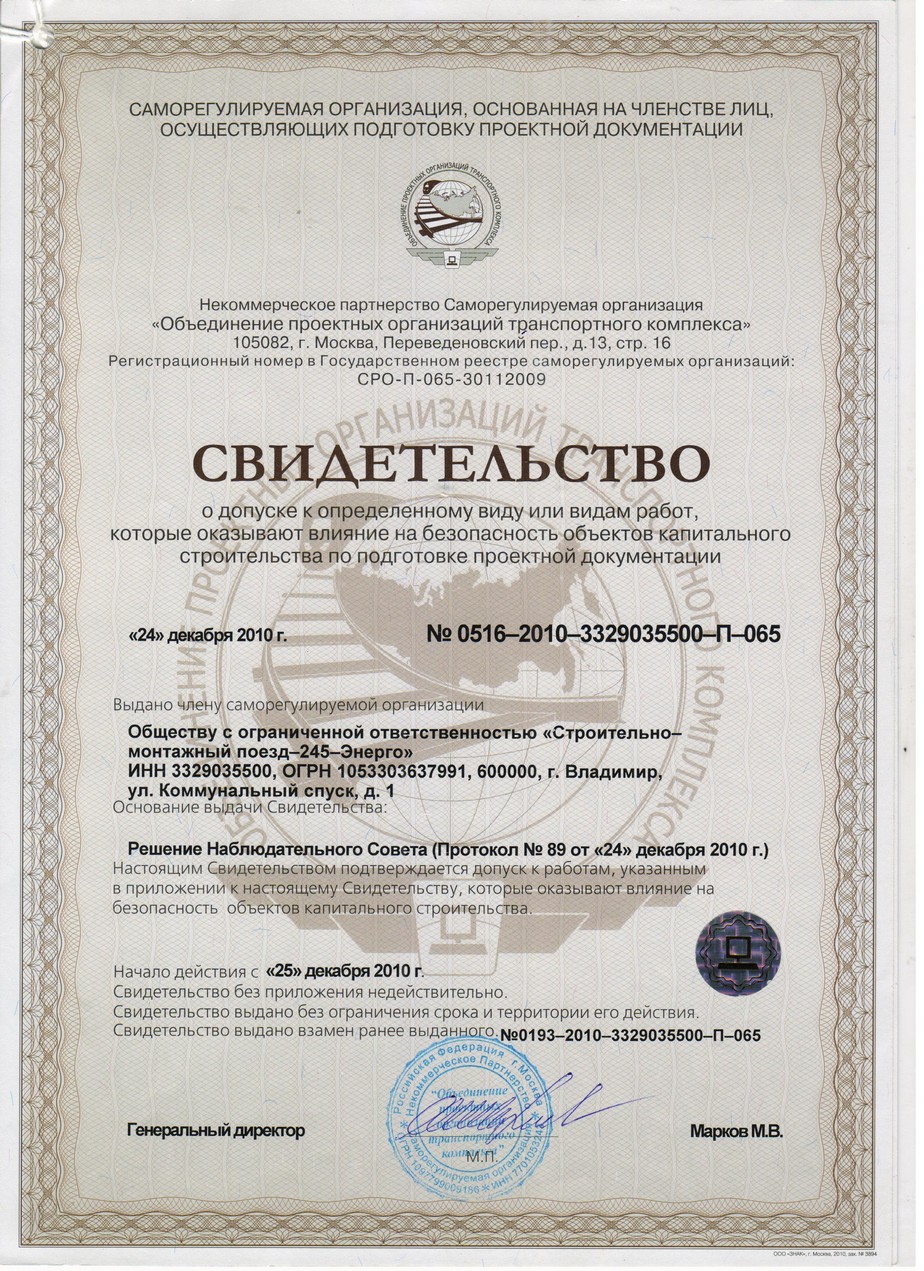 САМОРЕГУЛИРУЕМАЯ ОРГАНИЗАЦИЯ, ОСНОВАННАЯ НА ЧЛЕНСТВЕ ЛИЦ,
ОСУЩЕСТВЛЯЮЩИХ ПОДГОТОВКУ ПРОЕКТНОЙ ДОКУМЕНТАЦИИ
ОБЪЕДИНЕНИЕ ПРОЕКТНЫХ ОРГАНИЗАЦИЙ ТРАНСПОРТНОГО КОМПЛЕКСА
Некоммерческое партнерство Саморегулируемая организация
«Объединение проектных организаций транспортного комплекса»
105082, г. Москва, Переведеновский пер., д.13, стр. 16
Регистрационный номер в Государственном реестре саморегулируемых организаций:
СРО-П-065-30112009
СВИДЕТЕЛЬСТВО
о допуске к определенному виду или видам работ,
которые оказывают влияние на безопасность объектов капитального
строительства по подготовке проектной документации
«24» декабря 2010 г.
№ 0516–2010–3329035500–П–065
Выдано члену саморегулируемой организации
Обществу с ограниченной ответственностью «Строительно–
монтажный поезд–245–Энерго»
ИНН 3329035500, ОГРН 1053303637991, 600000, г. Владимир,
ул. Коммунальный спуск, д. 1
Основание выдачи Свидетельства:
Решение Наблюдательного Совета (Протокол № 89 от «24» декабря 2010 г.)
Настоящим Свидетельством подтверждается допуск к работам, указанным
в приложении к настоящему Свидетельству, которые оказывают влияние на
безопасность объектов капитального строительства.
Начало действия с «25» декабря 2010 г.
Свидетельство без приложения недействительно.
Свидетельство выдано без ограничения срока и территории его действия.
Свидетельство выдано взамен ранее выданного. №0193–2010–3329035500–П–065
Российская Федерация г.Москва
Некоммерческое Партнерство
"Объединение
проектных
транспортного
комплекса"
Саморегулируемая организация
ОГРН 1097799009186
Генеральный директор
М.П.
Марков М.В.
ООО «ЗНАК», г. Москва, 2010, зак. № 3894